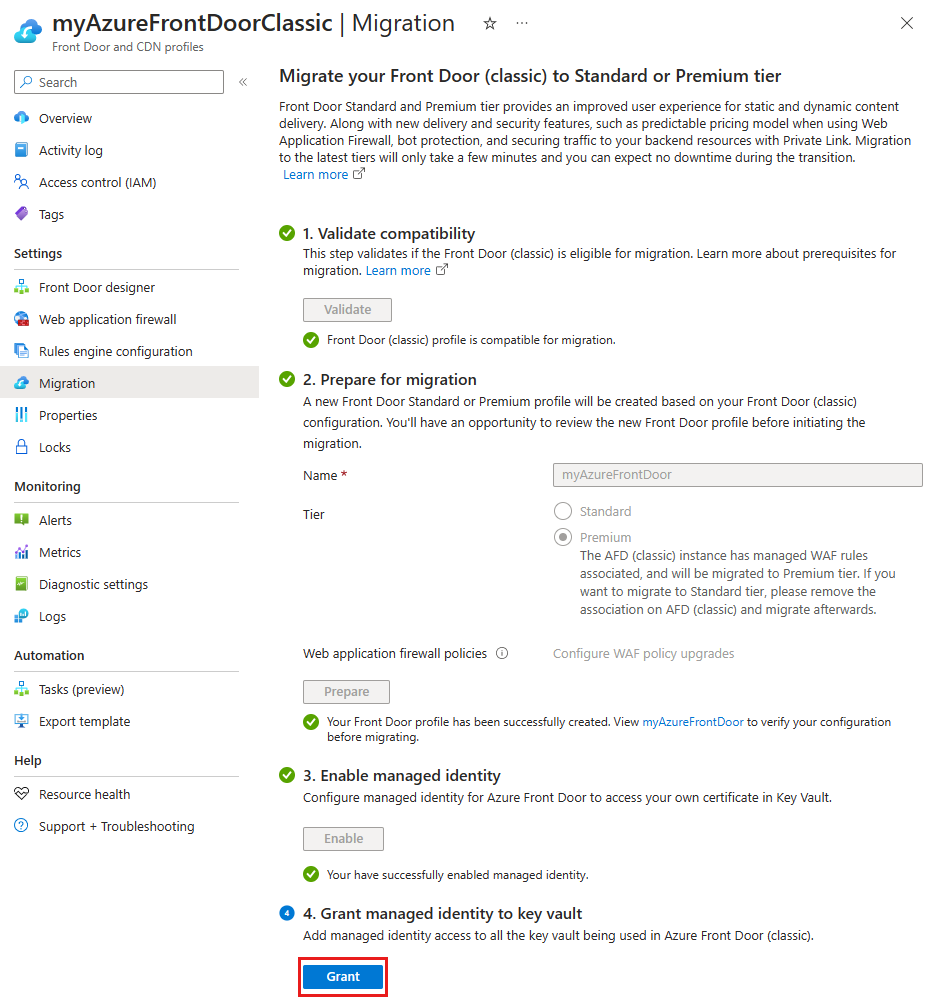 myAzureFrontDoorClassic | Migration
Front Door and CDN profiles
Search
Overview
Activity log
Access control (IAM)
Tags
Settings
Front Door designer
Web application firewall
Rules engine configuration
Migration
Properties
Locks
Monitoring
Alerts
Metrics
Diagnostic settings
Logs
Automation
Tasks (preview)
Export template
Help
Resource health
Support + Troubleshooting
Migrate your Front Door (classic) to Standard or Premium tier
Front Door Standard and Premium tier provides an improved user experience for static and dynamic content
delivery. Along with new delivery and security features, such as predictable pricing model when using Web
Application Firewall, bot protection, and securing traffic to your backend resources with Private Link. Migration
to the latest tiers will only take a few minutes and you can expect no downtime during the transition.
Learn more
1. Validate compatibility
This step validates if the Front Door (classic) is eligible for migration. Learn more about prerequisites for
migration. Learn more
Validate
Front Door (classic) profile is compatible for migration.
2. Prepare for migration
A new Front Door Standard or Premium profile will be created based on your Front Door (classic)
configuration. You'll have an opportunity to review the new Front Door profile before initiating the
migration.
Name *
myAzureFrontDoor
Tier
Standard
Premium
The AFD (classic) instance has managed WAF rules
associated, and will be migrated to Premium tier. If you
want to migrate to Standard tier, please remove the
association on AFD (classic) and migrate afterwards.
Web application firewall policies
Configure WAF policy upgrades
Prepare
Your Front Door profile has been successfully created. View myAzureFrontDoor to verify your configuration
before migrating.
3. Enable managed identity
Configure managed identity for Azure Front Door to access your own certificate in Key Vault.
Enable
Your have successfully enabled managed identity.
4
4. Grant managed identity to key vault
Add managed identity access to all the key vault being used in Azure Front Door (classic).
Grant